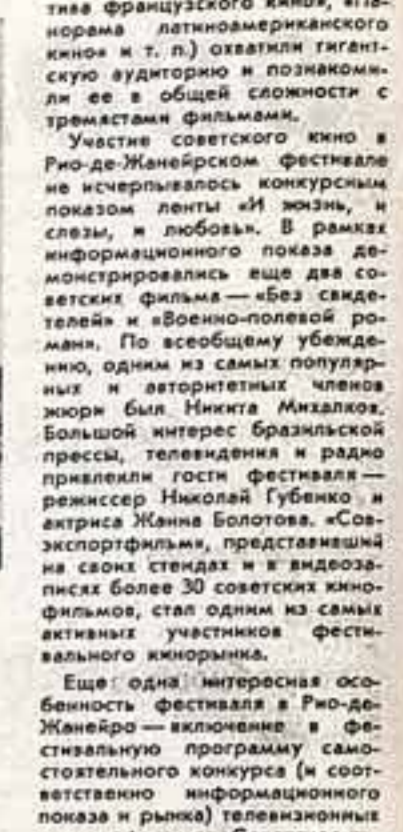 тива французского кино», «Па-
норама латиноамериканского
кино» и т. п.) охватили гигант-
скую аудиторию и познакоми-
ли ее в общей сложности с
тремястами фильмами.
Участие советского кино в
Рио-де-Жанейрском фестивале
не исчерпывалось конкурсным
показом ленты «И жизнь, и
слезы, и любовь». В рамках
информационного показа де-
монстрировались еще два со-
ветских фильма — «Без свиде-
телей» и «Военно-полевой ро-
ман». По всеобщему убежде-
нию, одним из самых популяр-
ных и авторитетных членов
жюри был Никита Михалков.
Большой интерес бразильской
прессы, телевидения и радио
привлекли гости фестиваля —
режиссер Николай Губенко и
актриса Жанна Болотова. «Сов-
экспортфильм», представивший
на своих стендах и в видеоза-
писях более 30 советских кино-
фильмов, стал одним из самых
активных участников фести-
вального кинорынка.
Еще одна интересная осо-
бенность фестиваля в Рио-де-
Жанейро — включение в фе-
стивальную программу само-
стоятельного конкурса (и соот-
ветственно информационного
показа и рынка) телевизионных